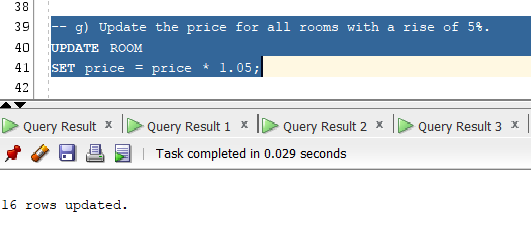 38
39 -- g) Update the price for all rooms with a rise of 5%.
40 UPDATE ROOM
41 SET price = price * 1.05;
42
Query Result x Query Result 1 x Query Result 2 x Query Result 3 x
Task completed in 0.029 seconds
16 rows updated.